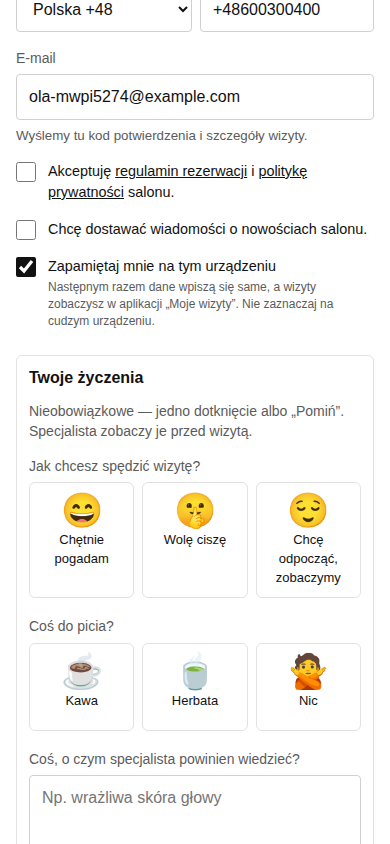 Polska +48
+48600300400
E-mail
ola-mwpi5274@example.com
Wyślemy tu kod potwierdzenia i szczegóły wizyty.
Akceptuję regulamin rezerwacji i politykę
prywatności salonu.
Chcę dostawać wiadomości o nowościach salonu.
Zapamiętaj mnie na tym urządzeniu
Następnym razem dane wpiszą się same, a wizyty
zobaczysz w aplikacji „Moje wizyty”. Nie zaznaczaj na
cudzym urządzeniu.
Twoje życzenia
Nieobowiązkowe — jedno dotknięcie albo „Pomiń”.
Specjalista zobaczy je przed wizytą.
Jak chcesz spędzić wizytę?
Chętnie
pogadam
Wolę ciszę
Chcę
odpocząć,
zobaczymy
Coś do picia?
Kawa
Herbata
Nic
Coś, o czym specjalista powinien wiedzieć?
Np. wrażliwa skóra głowy